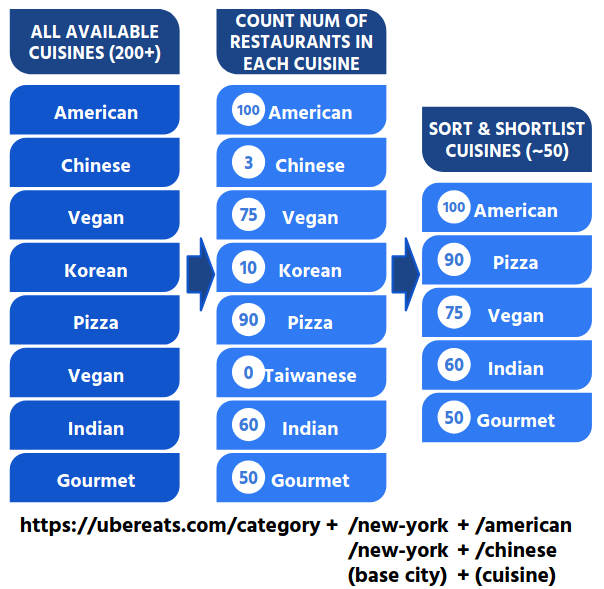 ALL AVAILABLE
CUISINES (200+)
American
Chinese
Vegan
Korean
Pizza
Vegan
Indian
Gourmet
COUNT NUM OF
RESTAURANTS IN
EACH CUISINE
100 American
3 Chinese
75 Vegan
10 Korean
90 Pizza
0 Taiwanese
60 Indian
50 Gourmet
SORT & SHORTLIST
CUISINES (~50)
100 American
90 Pizza
75 Vegan
60 Indian
50 Gourmet
https://ubereats.com/category + /new-york + /american
/new-york + /chinese
(base city) + (cuisine)